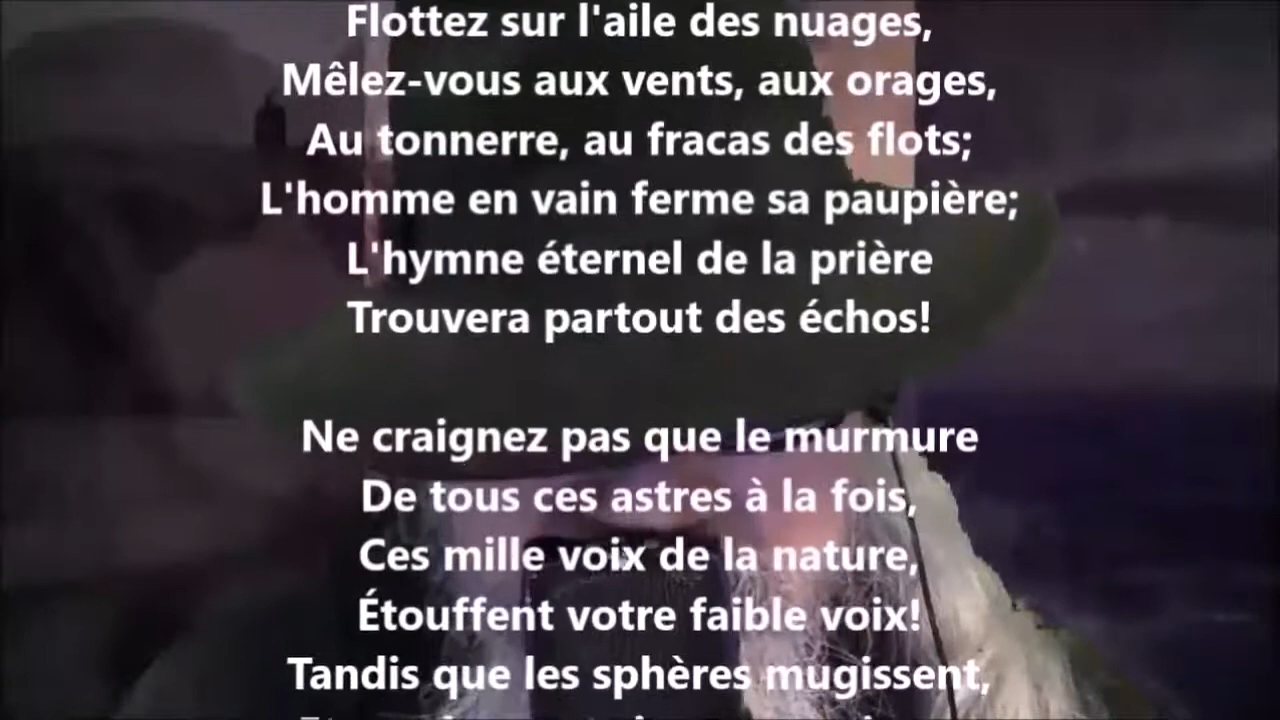 Flottez sur l'aile des nuages,
Mêlez-vous aux vents, aux orages,
Au tonnerre, au fracas des flots;
L'homme en vain ferme sa paupière;
L'hymne éternel de la prière
Trouvera partout des échos!
Ne craignez pas que le murmure
De tous ces astres à la fois,
Ces mille voix de la nature,
Étouffent votre faible voix!
Tandis que les sphères mugissent,